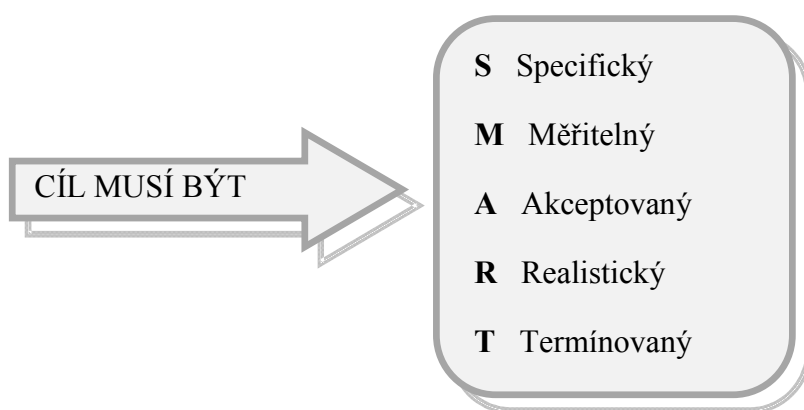 CÍL MUSÍ BÝT
S Specifický
M Měřitelný
A Akceptovaný
R Realistický
T Termínovaný